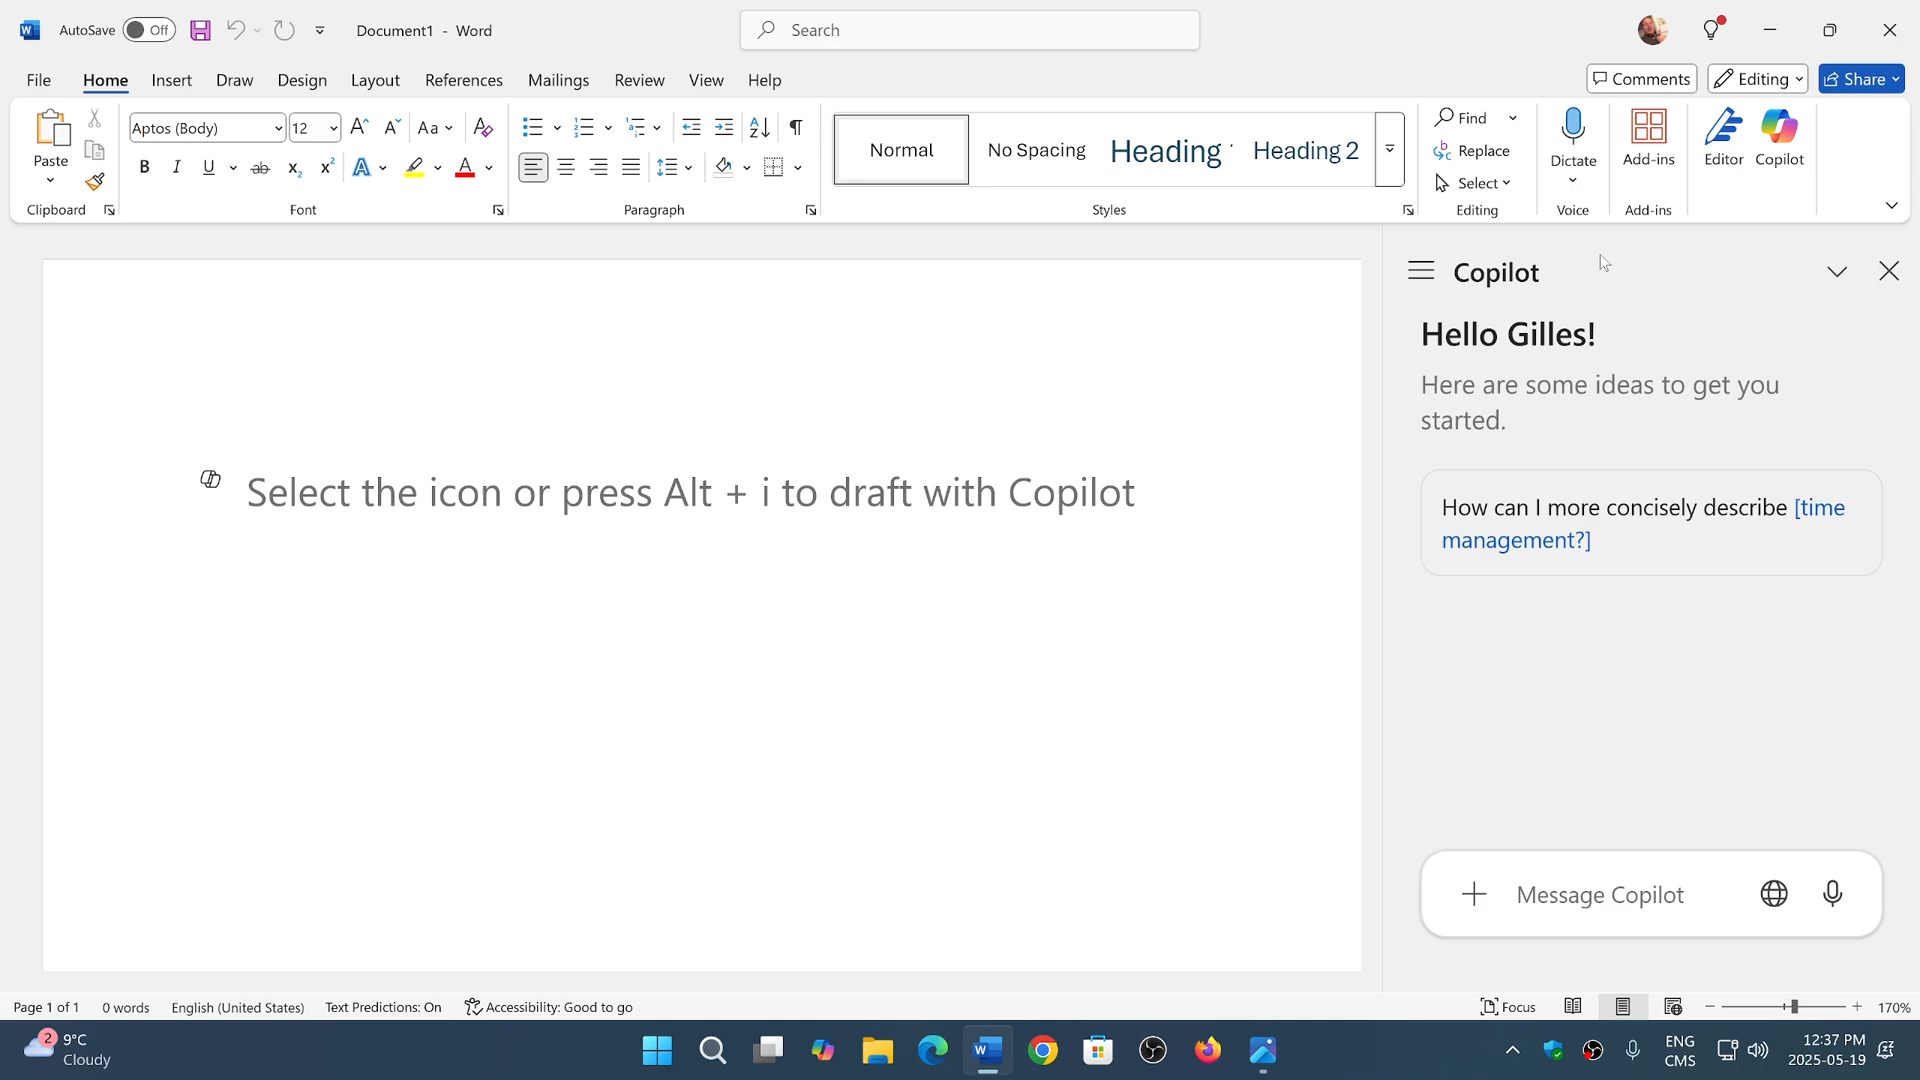 AutoSave Off Document1 - Word Search
File Home Insert Draw Design Layout References Mailings Review View Help Comments Editing Share
Paste
Clipboard
Aptos (Body) 12 Aa
B I U ab x₂ x² A A
Font
Paragraph
Normal No Spacing Heading Heading 2
Styles
Find
Replace
Select
Editing
Dictate
Voice
Add-ins
Add-ins
Editor Copilot
Select the icon or press Alt + i to draft with Copilot
Copilot
Hello Gilles!
Here are some ideas to get you
started.
How can I more concisely describe [time
management?]
Message Copilot
Page 1 of 1 0 words English (United States) Text Predictions: On Accessibility: Good to go Focus 170%
2 9°C
Cloudy
ENG
CMS
12:37 PM
2025-05-19